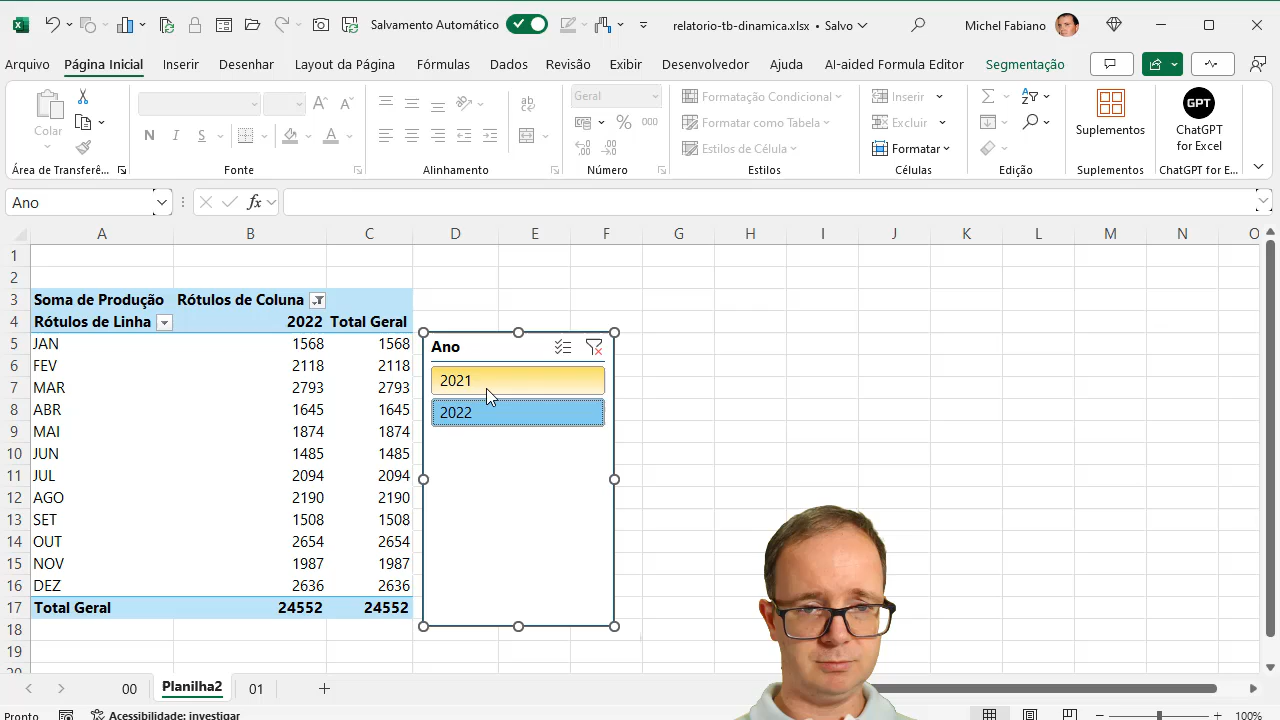 Salvamento Automático
relatorio-tb-dinamica.xl... • Salvo
Michel Fabiano
Arquivo Página Inicial Inserir Desenhar Layout da Página Fórmulas Dados Revisão Exibir Desenvolvedor Ajuda AI-aided Formula Editor Segmentação
Colar
Área de Transferê...
N I S A
Fonte
ab
Alinhamento
Geral
% 000
Número
Formatação Condicional
Formatar como Tabela
Estilos de Célula
Estilos
Inserir
Excluir
Formatar
Células
Edição
Suplementos
Suplementos
GPT
ChatGPT
for Excel
ChatGPT for E...
Ano fx
A B C D E F G H I J K L M N O
1
2
3 Soma de Produção Rótulos de Coluna
4 Rótulos de Linha 2022 Total Geral
5 JAN 1568 1568
6 FEV 2118 2118
7 MAR 2793 2793
8 ABR 1645 1645
9 MAI 1874 1874
10 JUN 1485 1485
11 JUL 2094 2094
12 AGO 2190 2190
13 SET 1508 1508
14 OUT 2654 2654
15 NOV 1987 1987
16 DEZ 2636 2636
17 Total Geral 24552 24552
18
19
Ano
2021
2022
00 Planilha2 01
Pronto Acessibilidade: investigar 100%